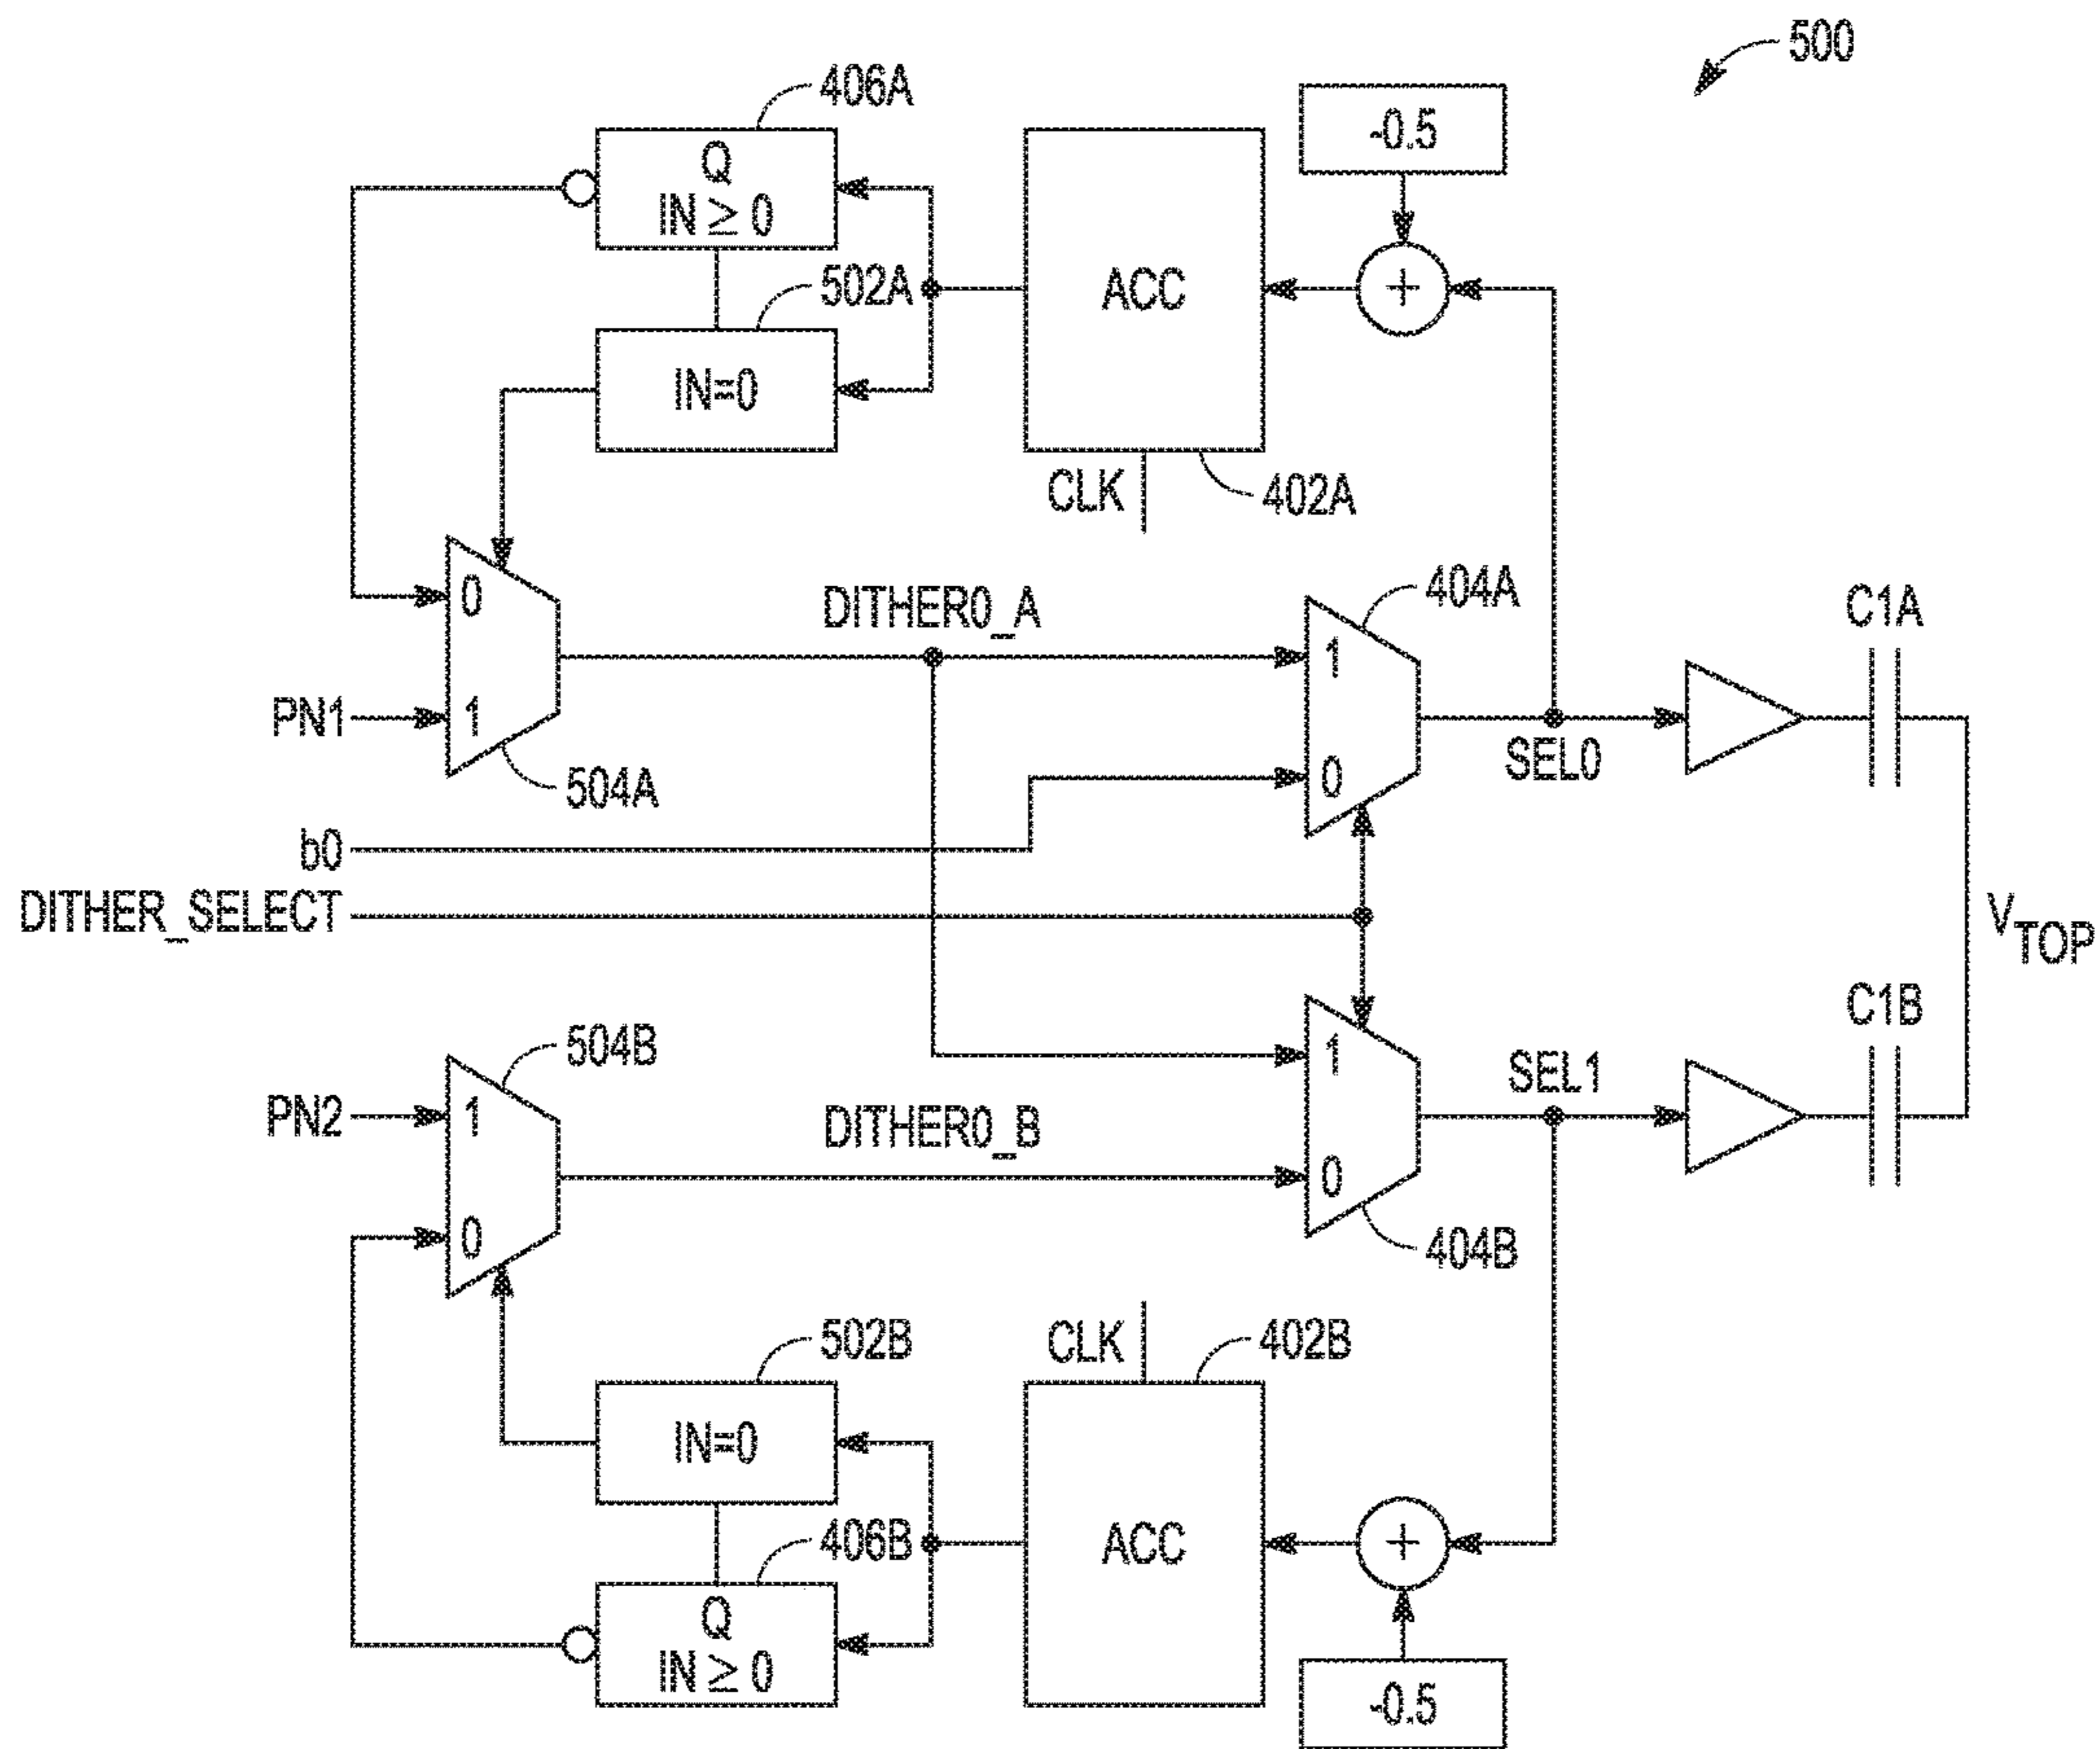 500
406A
-0.5
Q
IN ≥ 0
502A
ACC
+
IN=0
CLK
402A
0
DITHER0_A
404A
C1A
1
PN1
1
SEL0
504A
0
b0
DITHER_SELECT
VTOP
504B
C1B
1
SEL1
PN2
1
DITHER0_B
0
0
404B
502B
CLK
402B
IN=0
406B
ACC
+
Q
IN ≥ 0
-0.5